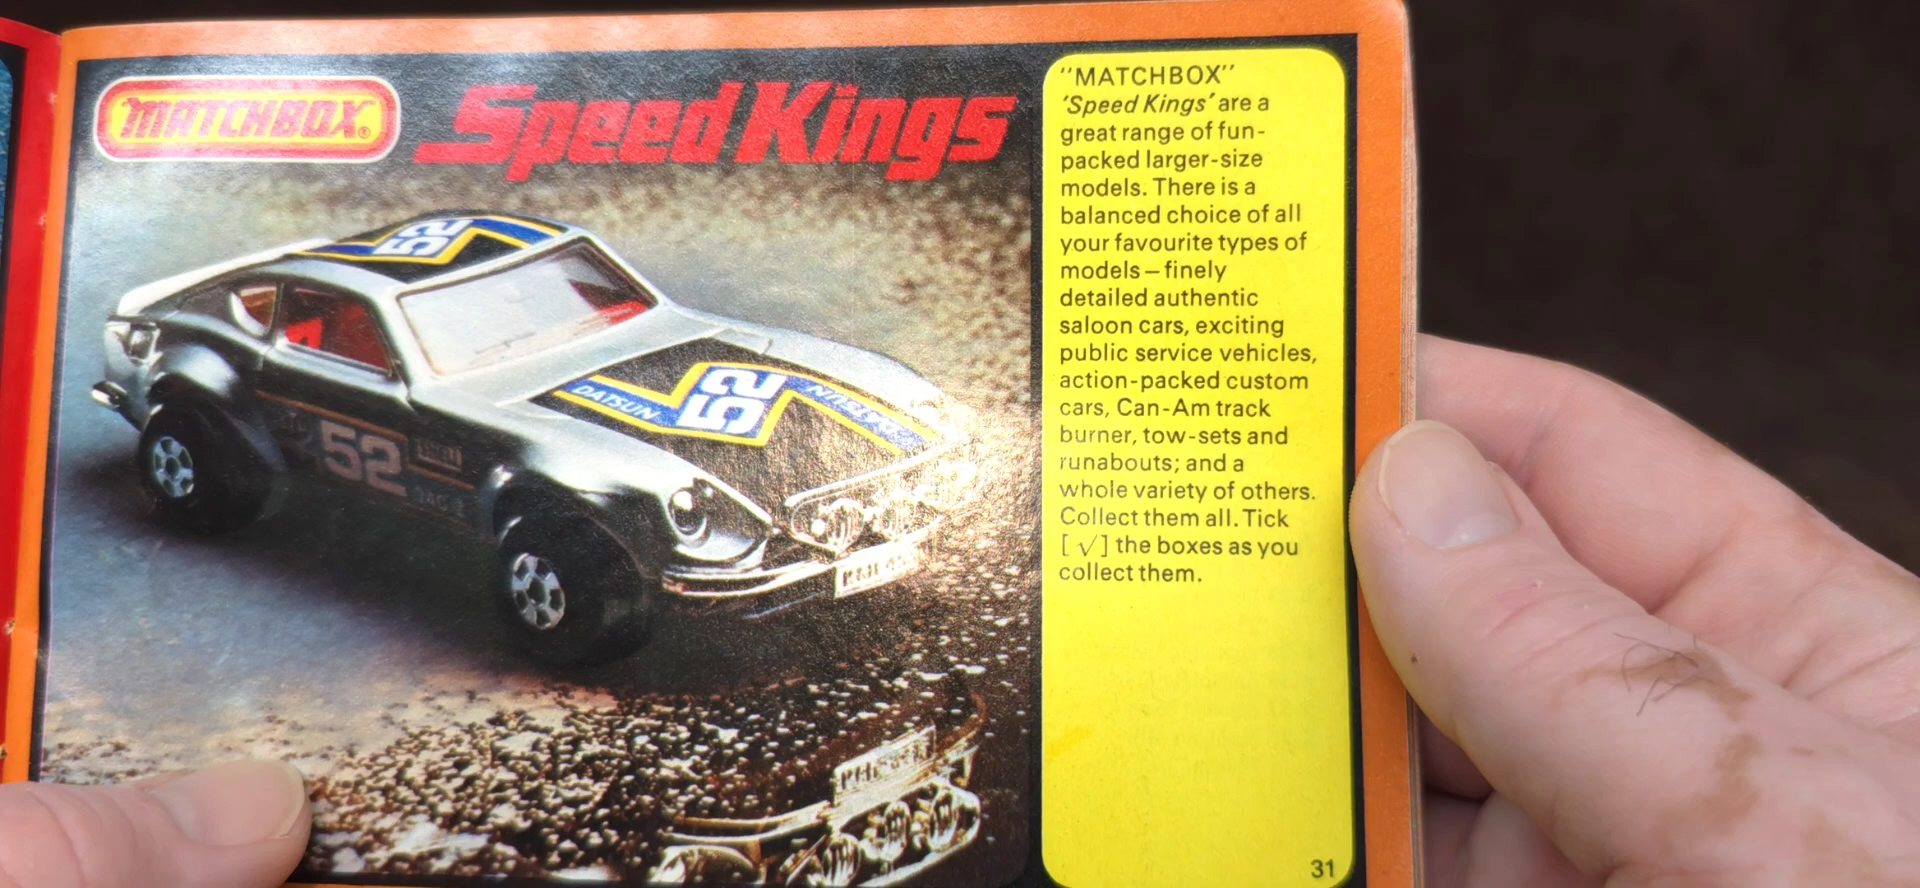 MATCHBOX®
Speed Kings
52
DATSUN
52
DATSUN
52
"MATCHBOX"
'Speed Kings' are a
great range of fun-
packed larger-size
models. There is a
balanced choice of all
your favourite types of
models – finely
detailed authentic
saloon cars, exciting
public service vehicles,
action-packed custom
cars, Can-Am track
burner, tow-sets and
runabouts; and a
whole variety of others.
Collect them all. Tick
[ √ ] the boxes as you
collect them.
31